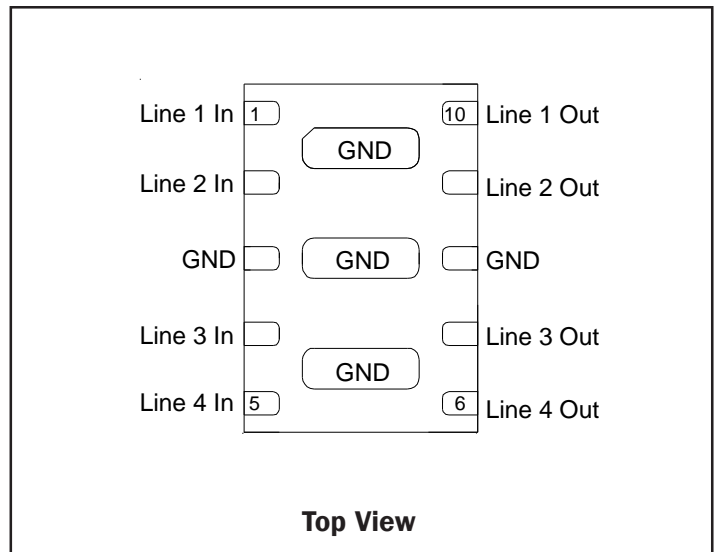 Line 1 In 1 10 Line 1 Out
GND
Line 2 In Line 2 Out
GND GND GND
Line 3 In Line 3 Out
GND
Line 4 In 5 6 Line 4 Out
Top View